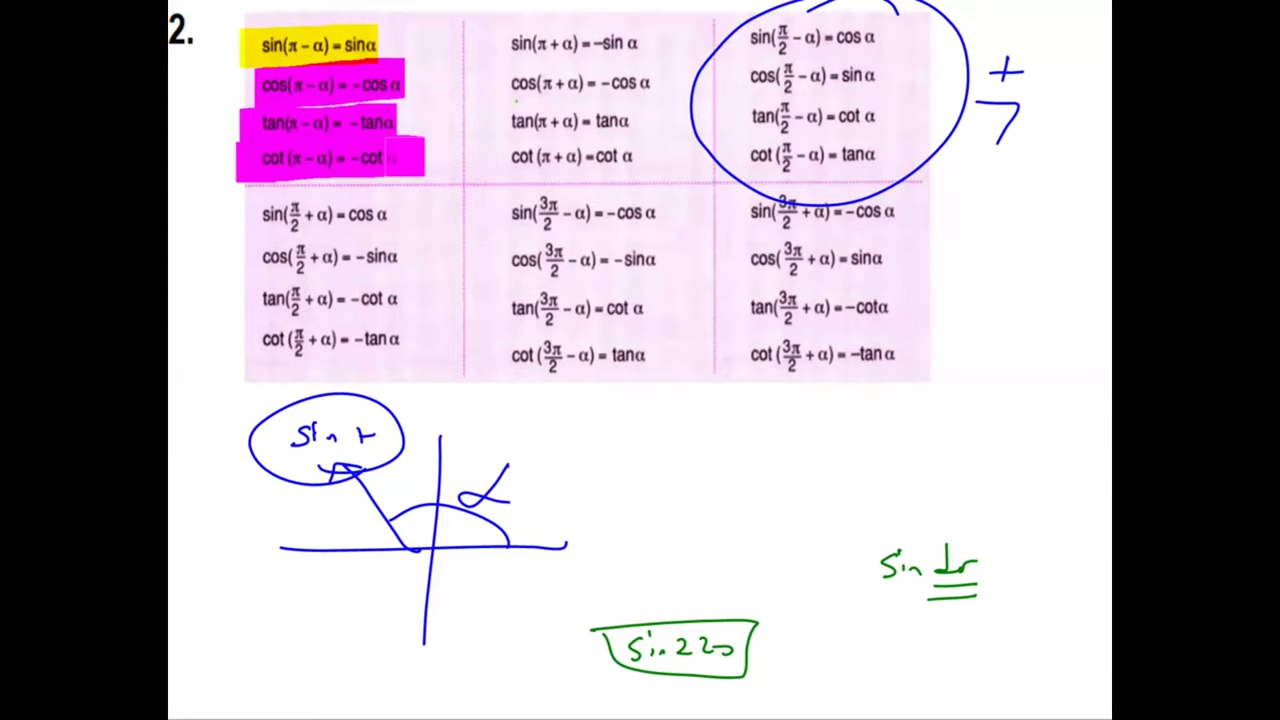 2.
sin(π − α) = sinα
cos(π − α) = −cos α
tan(π − α) = −tanα
cot (π − α) = −cot α
sin(π + α) = −sin α
cos(π + α) = −cos α
tan(π + α) = tanα
cot (π + α) = cot α
sin(π/2 − α) = cos α
cos(π/2 − α) = sin α
tan(π/2 − α) = cot α
cot (π/2 − α) = tanα
+
7
sin(π/2 + α) = cos α
cos(π/2 + α) = −sinα
tan(π/2 + α) = −cot α
cot (π/2 + α) = −tan α
sin(3π/2 − α) = −cos α
cos(3π/2 − α) = −sinα
tan(3π/2 − α) = cot α
cot (3π/2 − α) = tanα
sin(3π/2 + α) = −cos α
cos(3π/2 + α) = sinα
tan(3π/2 + α) = −cotα
cot (3π/2 + α) = −tan α
sin +
α
sin
sin 220